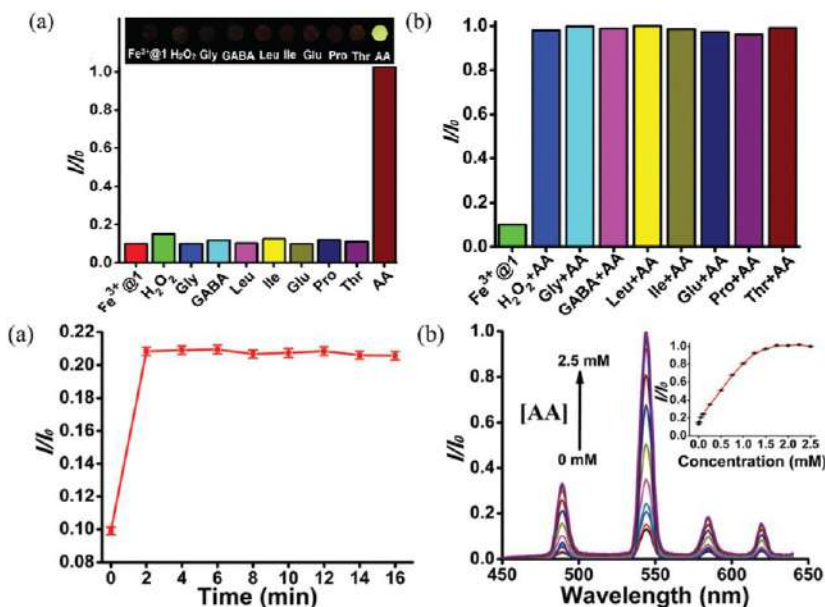 (a)
Fe³⁺@1 H₂O₂ Gly GABA Leu Ile Glu Pro Thr AA
1.0
0.8
0.6
0.4
0.2
0.0
I/I₀
Fe³⁺@1
H₂O₂
Gly
GABA
Leu
Ile
Glu
Pro
Thr
AA
(b)
1.0
0.8
0.6
0.4
0.2
0.0
I/I₀
Fe³⁺@1
H₂O₂+AA
Gly+AA
GABA+AA
Leu+AA
Ile+AA
Glu+AA
Pro+AA
Thr+AA
(a)
0.22
0.20
0.18
0.16
0.14
0.12
0.10
0.08
I/I₀
0 2 4 6 8 10 12 14 16
Time (min)
(b)
1.0
0.8
0.6
0.4
0.2
0.0
I/I₀
2.5 mM
[AA]
0 mM
1.0
0.8
0.6
0.4
0.2
0.0
I/I₀
0.0 0.5 1.0 1.5 2.0 2.5
Concentration (mM)
450 500 550 600 650
Wavelength (nm)